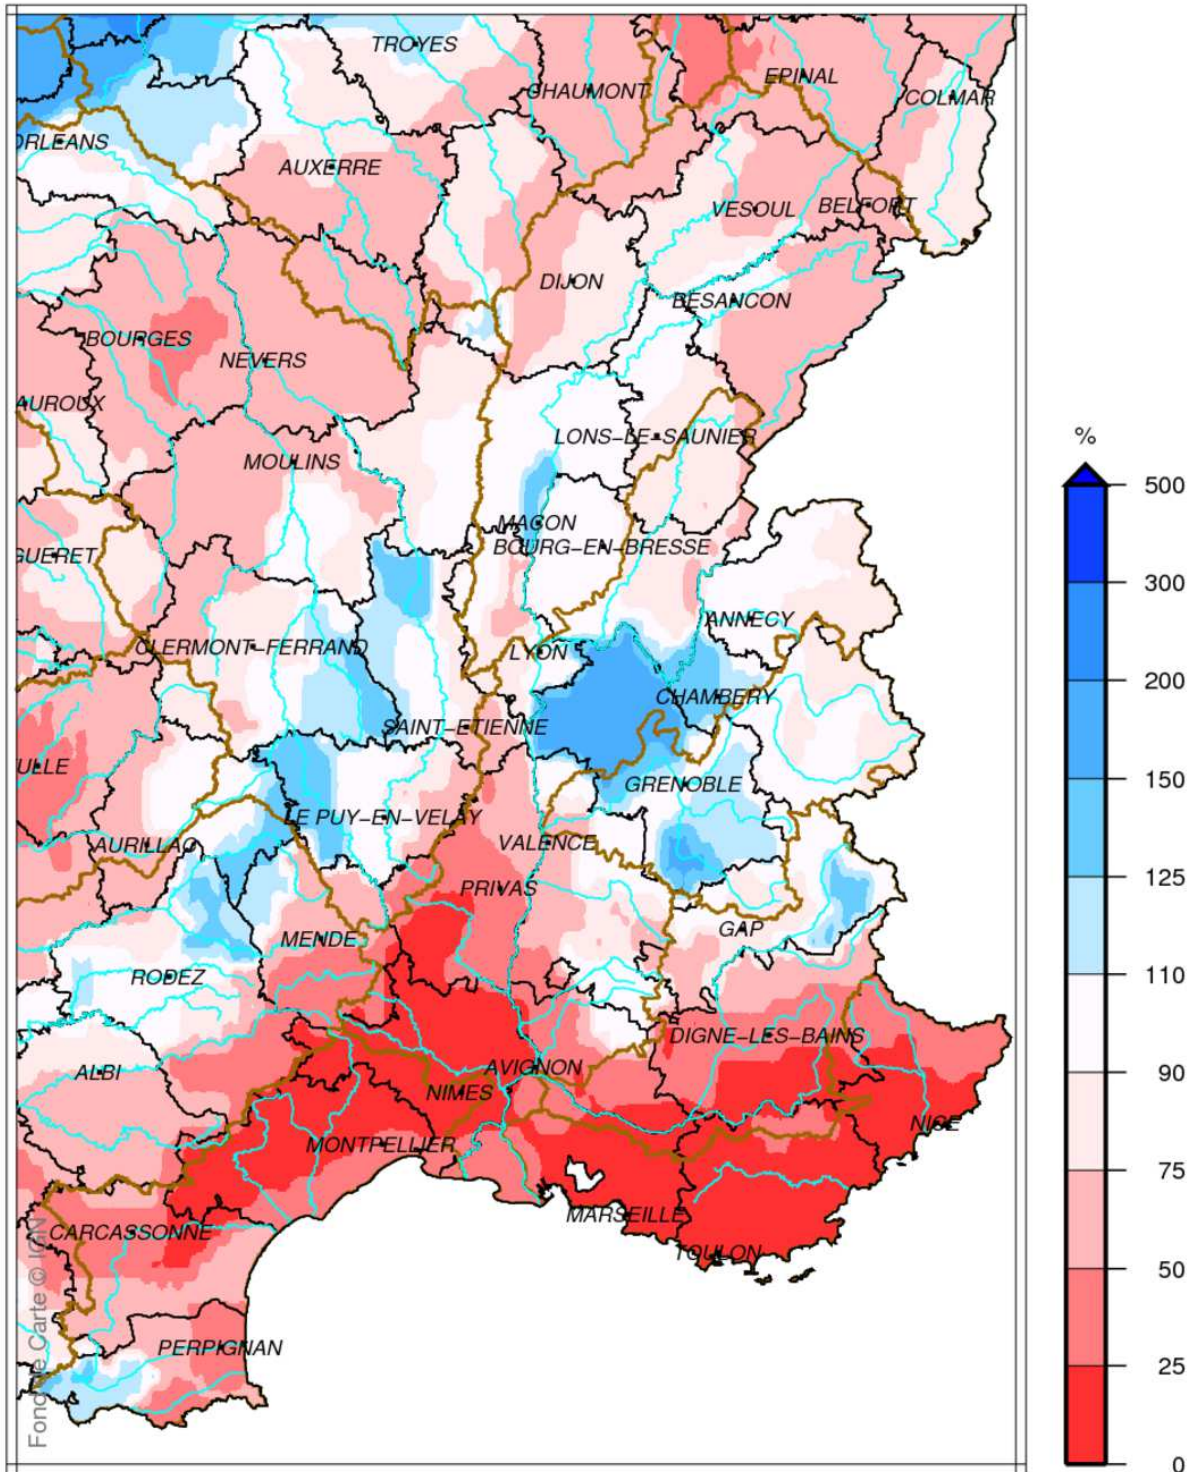 TROYES
CHAUMONT
EPINAL
COLMAR
ORLEANS
AUXERRE
VESOUL
BELFORT
DIJON
BESANCON
BOURGES
NEVERS
AUROUX
LONS-LE-SAUNIER
%
MOULINS
500
MACON
GUERET
BOURG-EN-BRESSE
300
ANNECY
CLERMONT-FERRAND
LYON
200
CHAMBERY
SAINT-ETIENNE
ULLE
150
GRENOBLE
LE PUY-EN-VELAY
AURILLAC
VALENCE
125
PRIVAS
MENDE
GAP
110
RODEZ
DIGNE-LES-BAINS
AVIGNON
ALBI
90
NIMES
NICE
MONTPELLIER
75
MARSEILLE
CARCASSONNE
TOULON
50
PERPIGNAN
25
0
Fond de Carte © IGN